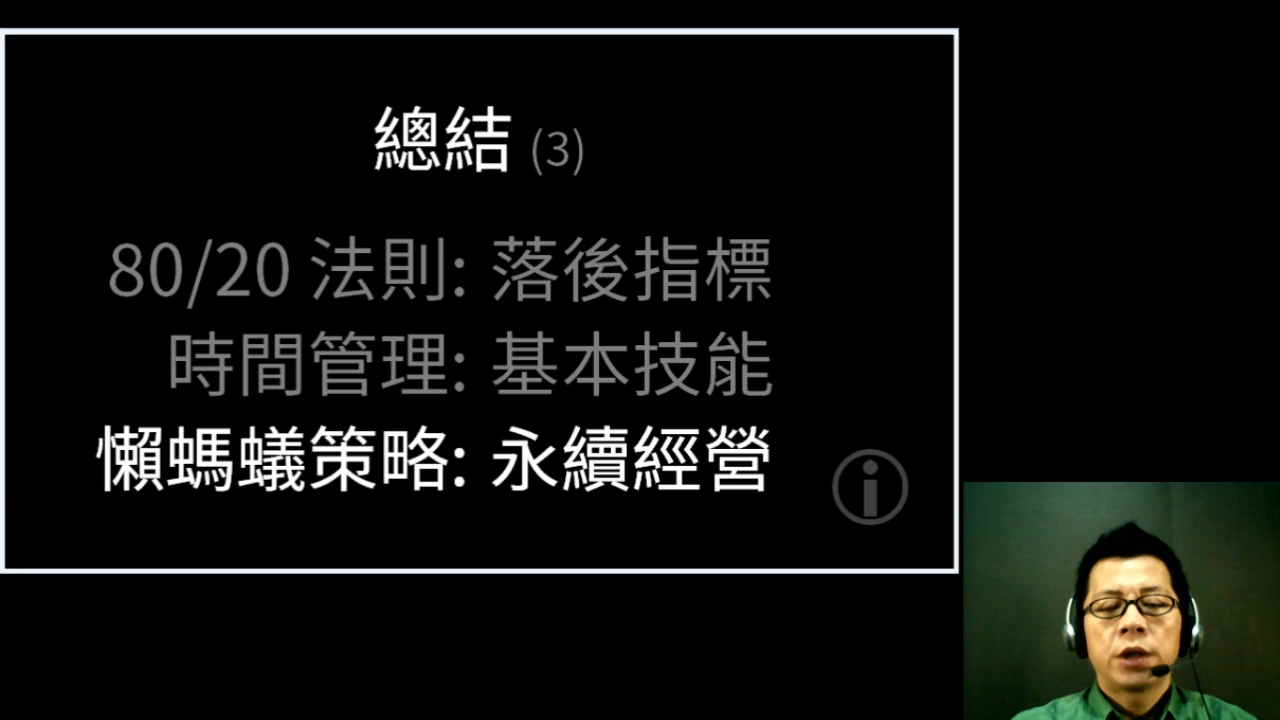 總結 (3)
80/20 法則: 落後指標
時間管理: 基本技能
懶螞蟻策略: 永續經營